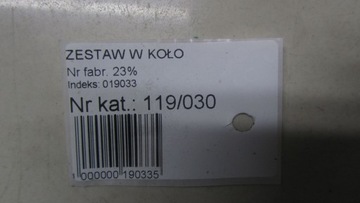 ZESTAW W KOŁO
Nr fabr. 23%
Indeks: 019033
Nr kat.: 119/030
1 000000 190335